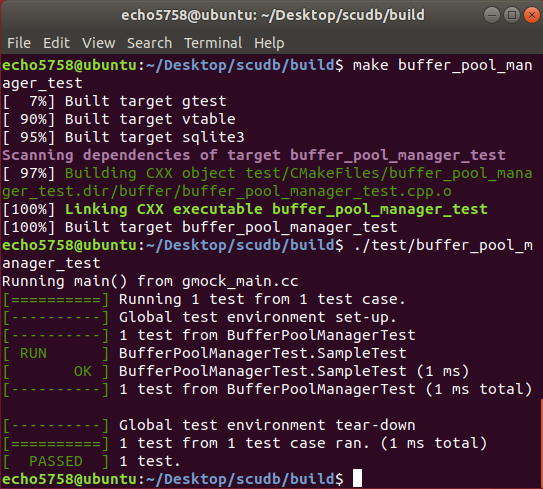 echo5758@ubuntu: ~/Desktop/scudb/build
File Edit View Search Terminal Help
echo5758@ubuntu:~/Desktop/scudb/build$ make buffer_pool_man
ager_test
[  7%] Built target gtest
[ 90%] Built target vtable
[ 95%] Built target sqlite3
Scanning dependencies of target buffer_pool_manager_test
[ 97%] Building CXX object test/CMakeFiles/buffer_pool_mana
ger_test.dir/buffer/buffer_pool_manager_test.cpp.o
[100%] Linking CXX executable buffer_pool_manager_test
[100%] Built target buffer_pool_manager_test
echo5758@ubuntu:~/Desktop/scudb/build$ ./test/buffer_pool_m
anager_test
Running main() from gmock_main.cc
[==========] Running 1 test from 1 test case.
[----------] Global test environment set-up.
[----------] 1 test from BufferPoolManagerTest
[ RUN      ] BufferPoolManagerTest.SampleTest
[       OK ] BufferPoolManagerTest.SampleTest (1 ms)
[----------] 1 test from BufferPoolManagerTest (1 ms total)
[----------] Global test environment tear-down
[==========] 1 test from 1 test case ran. (1 ms total)
[  PASSED  ] 1 test.
echo5758@ubuntu:~/Desktop/scudb/build$